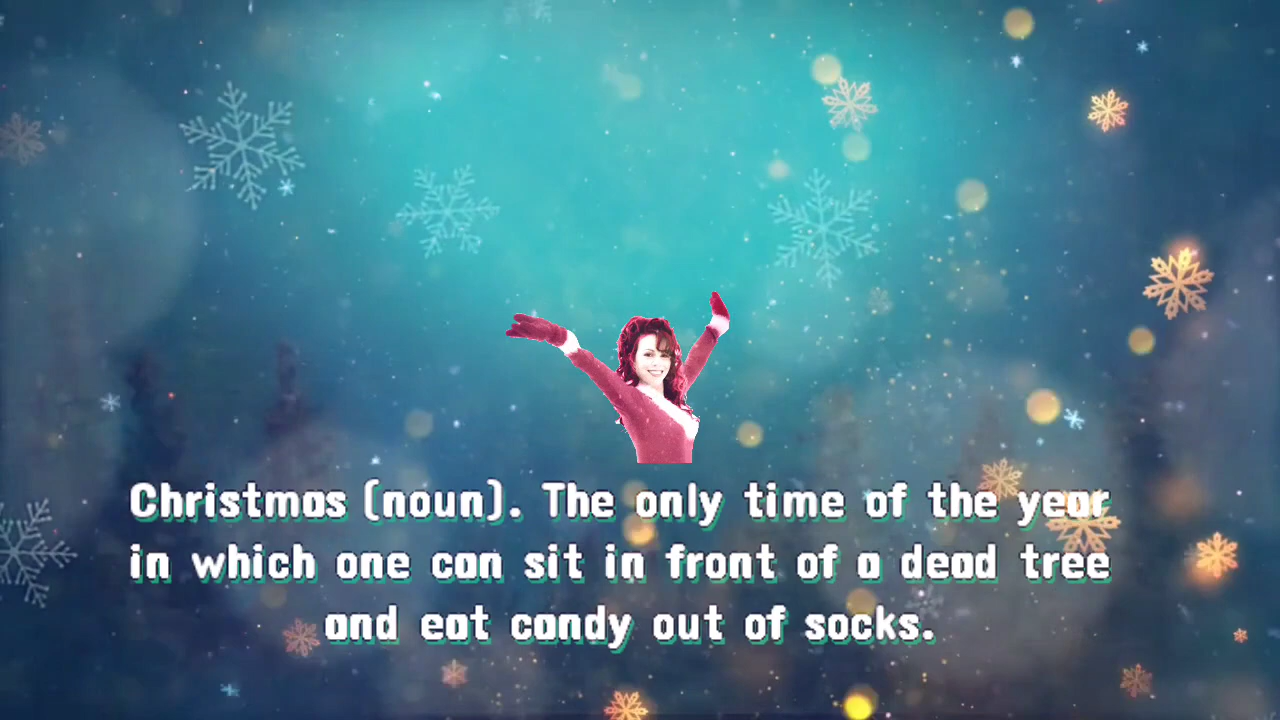 Christmas (noun). The only time of the year
in which one can sit in front of a dead tree
and eat candy out of socks.